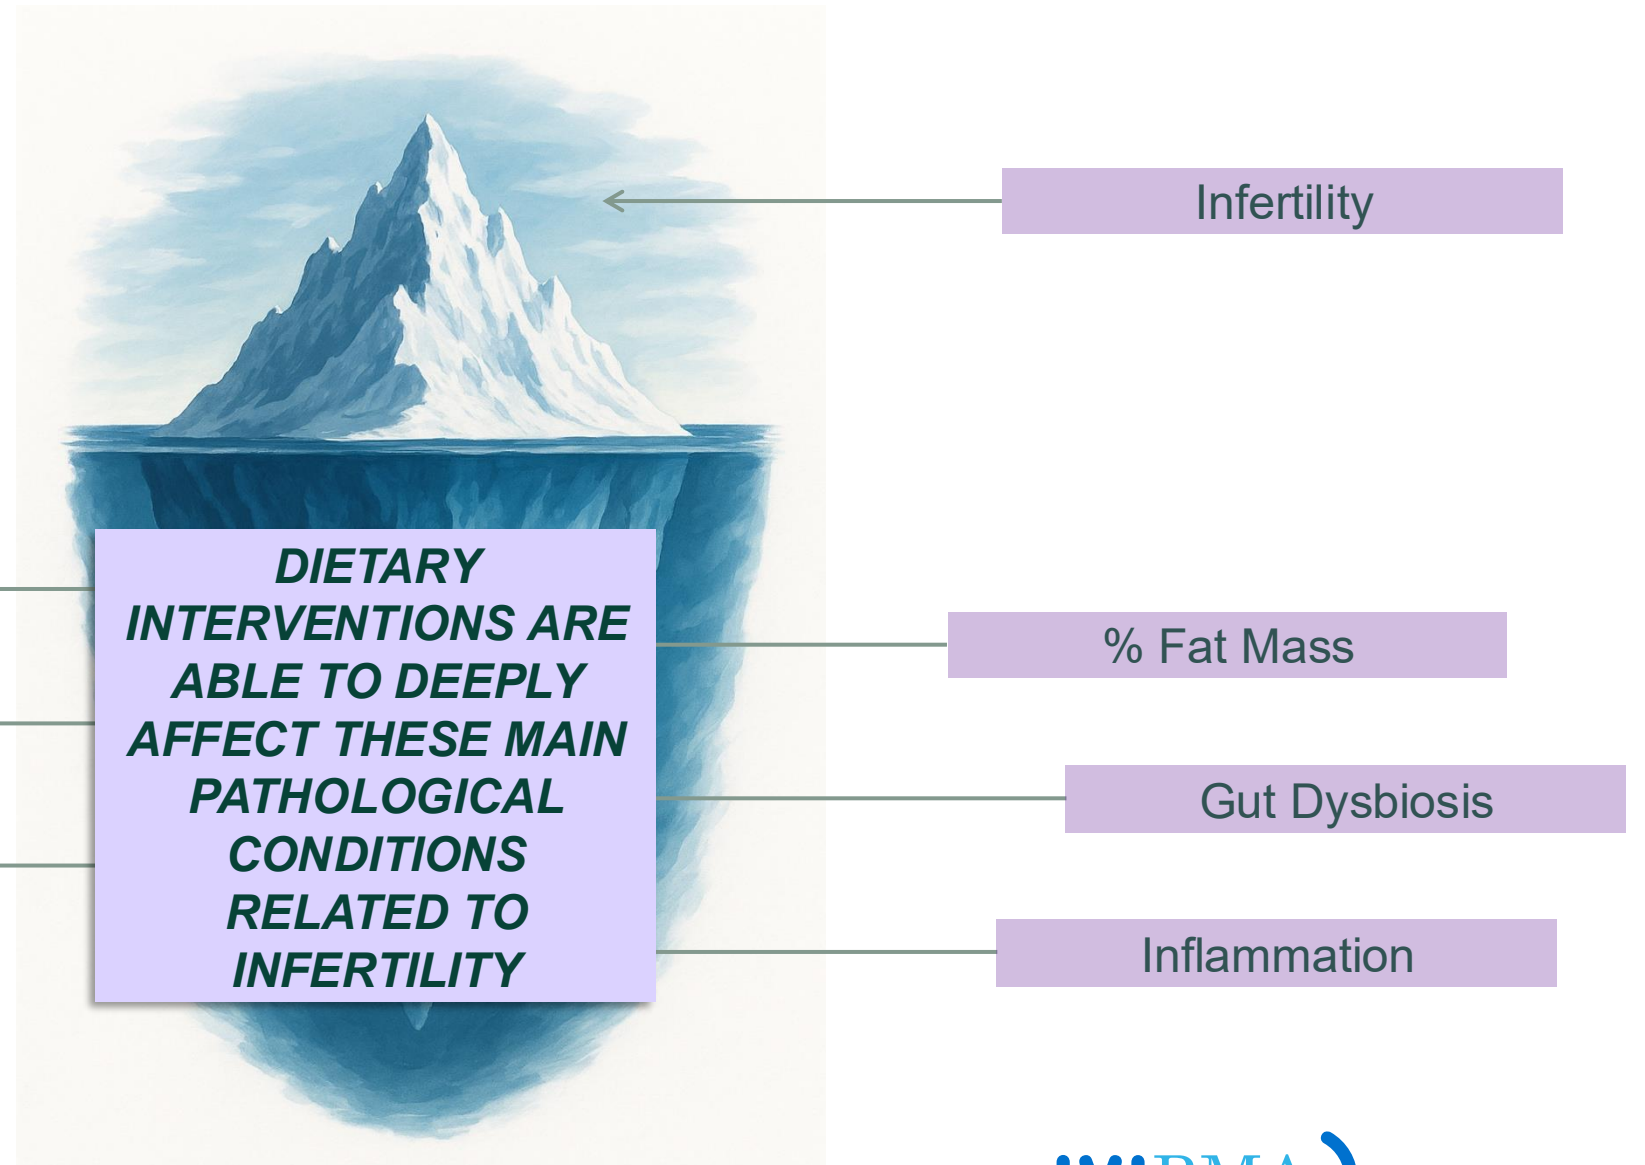 Infertility
DIETARY
INTERVENTIONS ARE
ABLE TO DEEPLY
AFFECT THESE MAIN
PATHOLOGICAL
CONDITIONS
RELATED TO
INFERTILITY
% Fat Mass
Gut Dysbiosis
Inflammation